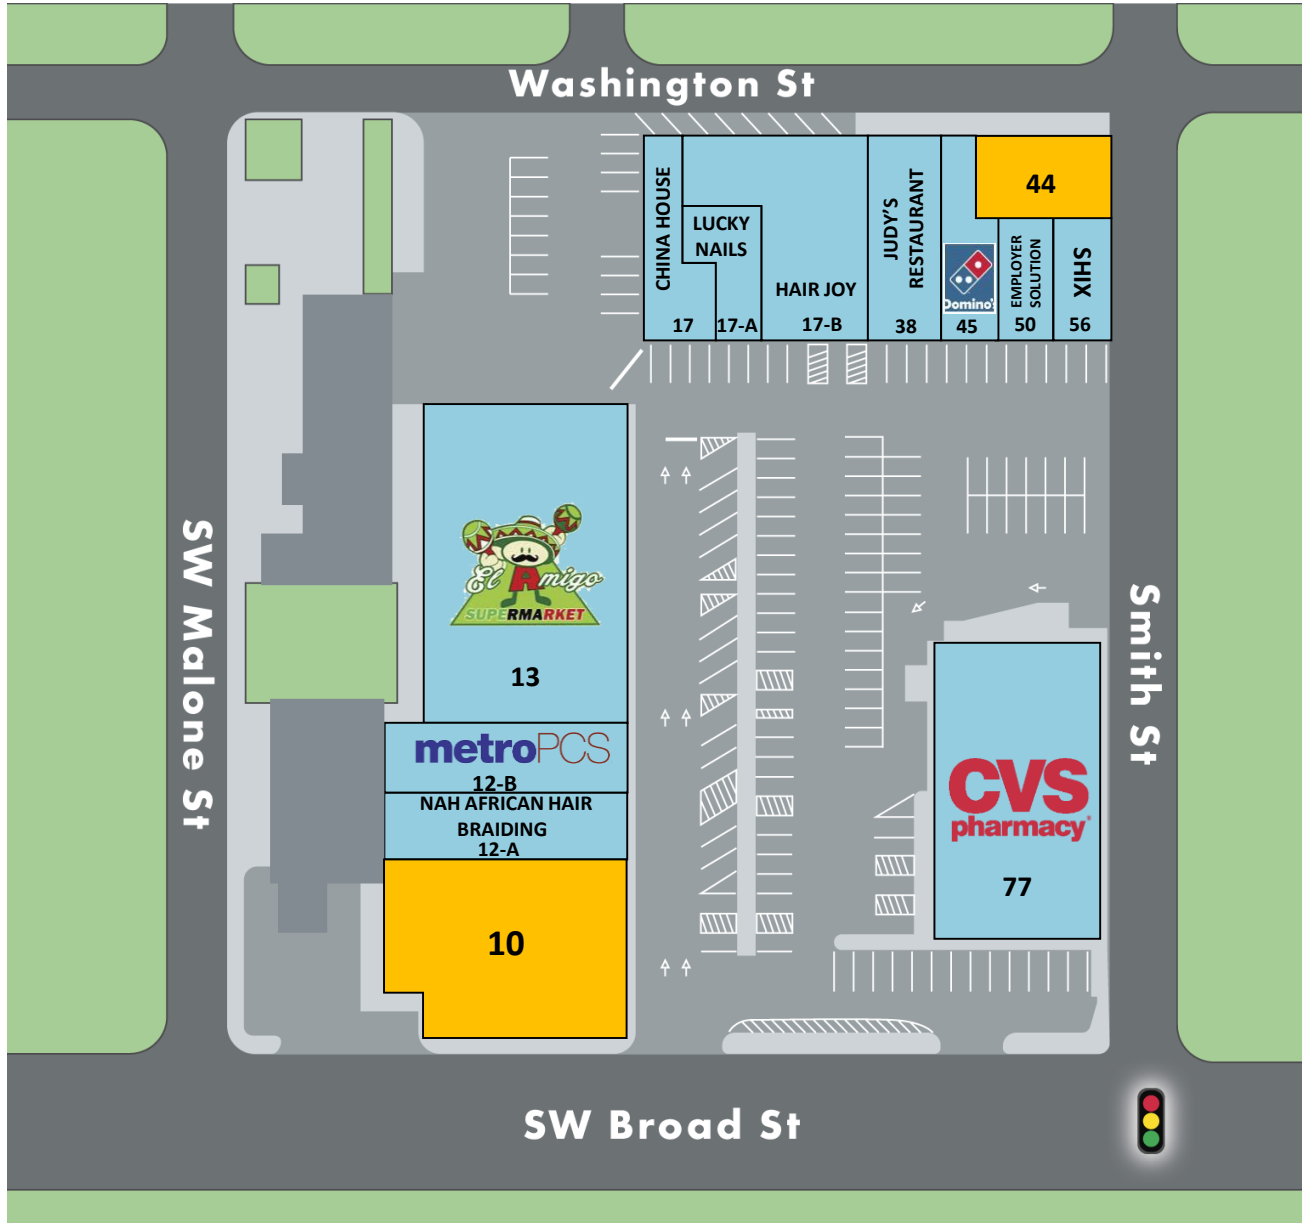 Washington St
CHINA HOUSE
17
LUCKY
NAILS
17-A
HAIR JOY
17-B
JUDY'S
RESTAURANT
38
Domino's
45
44
EMPLOYER
SOLUTION
50
SHIX
56
SW Malone St
El Amigo
SUPERMARKET
13
metroPCS
12-B
NAH AFRICAN HAIR
BRAIDING
12-A
10
CVS
pharmacy
77
Smith St
SW Broad St